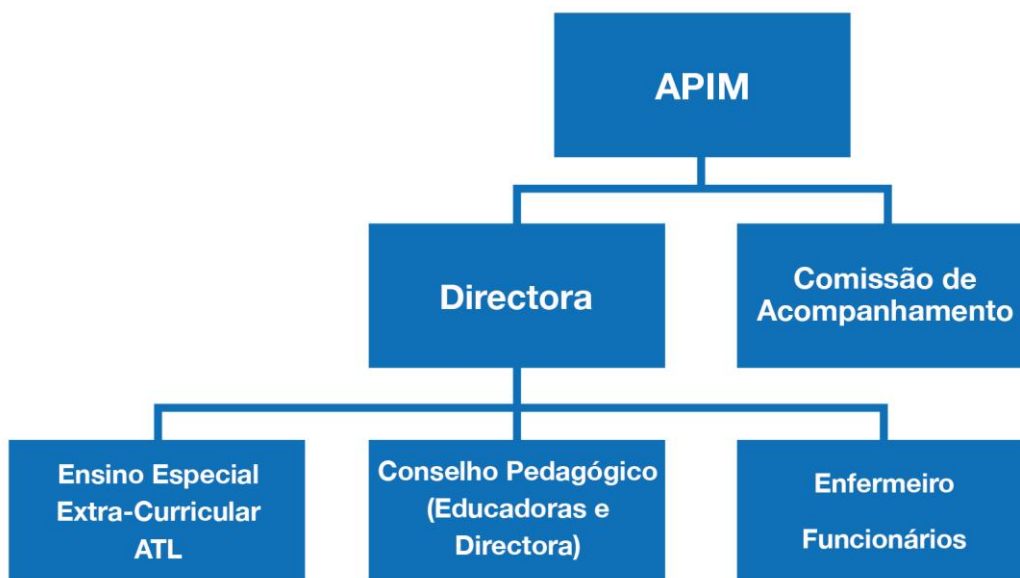 APIM
Directora
Comissão de
Acompanhamento
Ensino Especial
Extra-Curricular
ATL
Conselho Pedagógico
(Educadoras e
Directora)
Enfermeiro
Funcionários